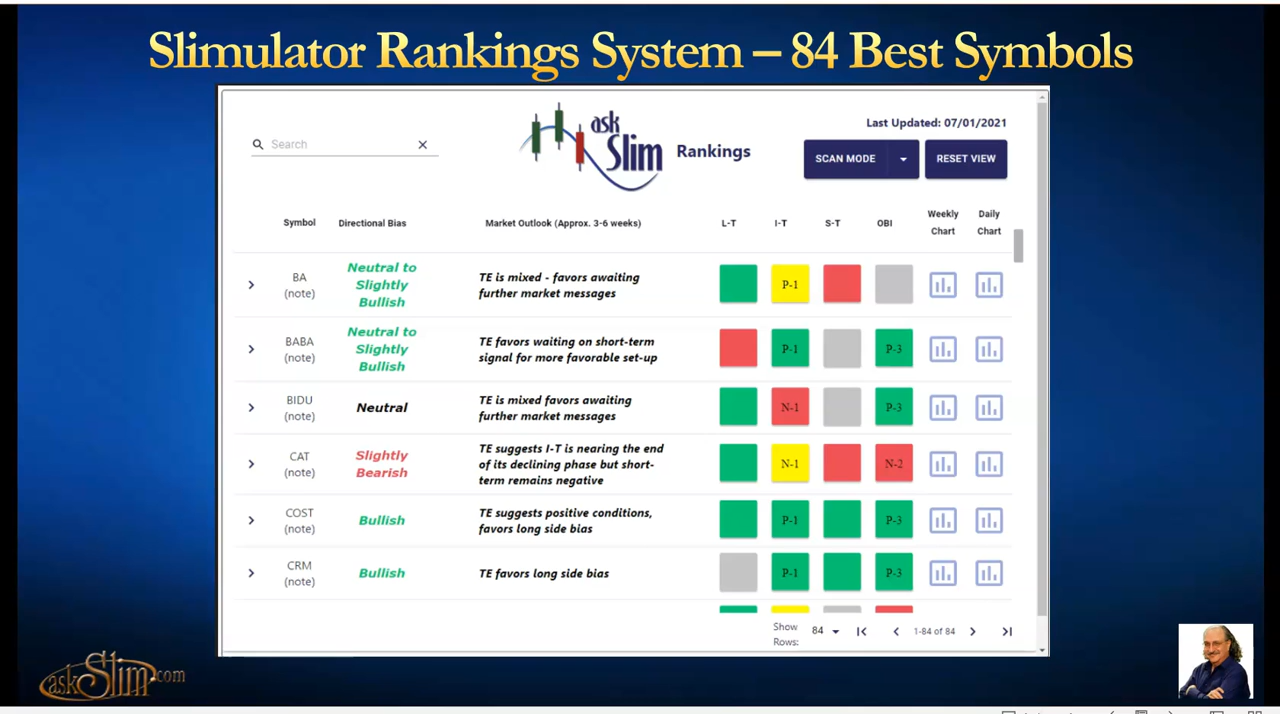 Slimulator Rankings System – 84 Best Symbols
Search
ask
Slim
Rankings
Last Updated: 07/01/2021
SCAN MODE
RESET VIEW
Symbol
Directional Bias
Market Outlook (Approx. 3-6 weeks)
L-T
I-T
S-T
OBI
Weekly
Chart
Daily
Chart
BA
(note)
Neutral to
Slightly
Bullish
TE is mixed - favors awaiting
further market messages
P-1
BABA
(note)
Neutral to
Slightly
Bullish
TE favors waiting on short-term
signal for more favorable set-up
P-1
P-3
BIDU
(note)
Neutral
TE is mixed favors awaiting
further market messages
N-1
P-3
CAT
(note)
Slightly
Bearish
TE suggests I-T is nearing the end
of its declining phase but short-
term remains negative
N-1
N-2
COST
(note)
Bullish
TE suggests positive conditions,
favors long side bias
P-1
P-3
CRM
(note)
Bullish
TE favors long side bias
P-1
P-3
Show
Rows:
84
1-84 of 84
askSlim.com